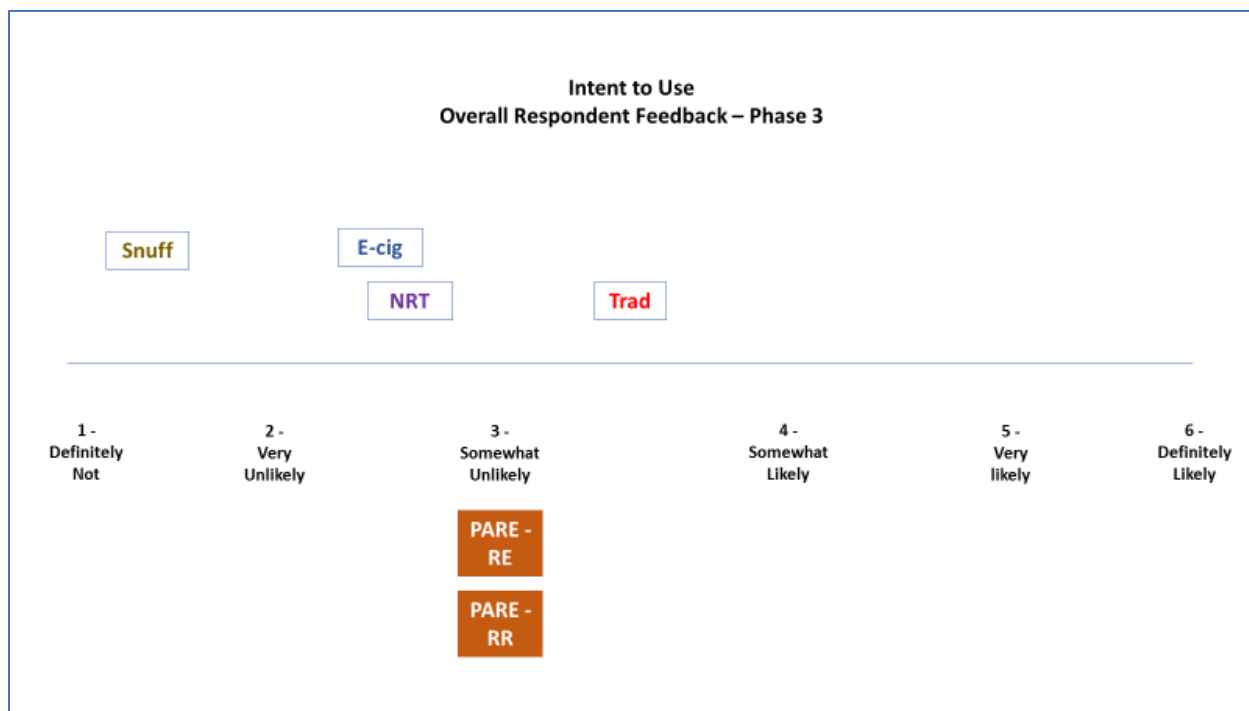 Intent to Use
Overall Respondent Feedback – Phase 3
Snuff
E-cig
NRT
Trad
1 -
Definitely
Not
2 -
Very
Unlikely
3 -
Somewhat
Unlikely
4 -
Somewhat
Likely
5 -
Very
likely
6 -
Definitely
Likely
PARE -
RE
PARE -
RR